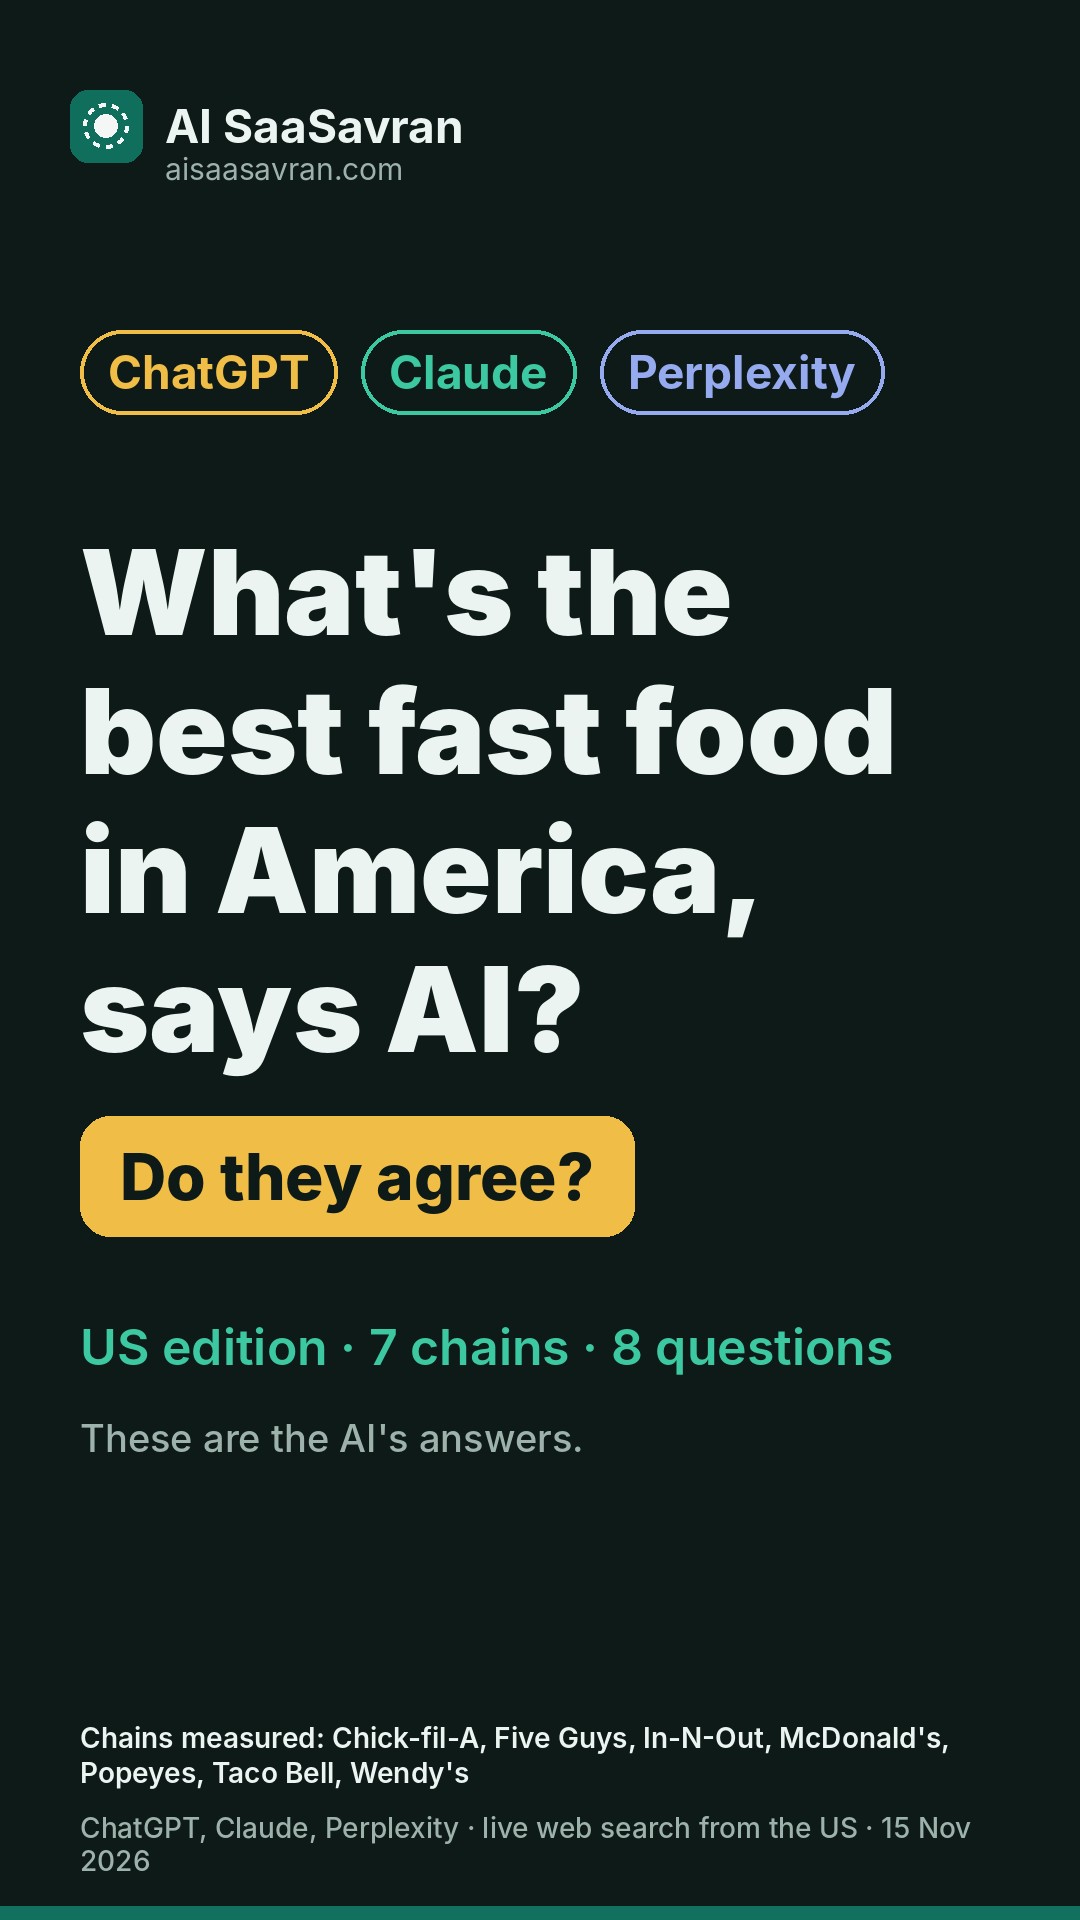 AI SaaSavran
aisaasavran.com
ChatGPT Claude Perplexity
What's the
best fast food
in America,
says AI?
Do they agree?
US edition · 7 chains · 8 questions
These are the AI's answers.
Chains measured: Chick-fil-A, Five Guys, In-N-Out, McDonald's,
Popeyes, Taco Bell, Wendy's
ChatGPT, Claude, Perplexity · live web search from the US · 15 Nov
2026